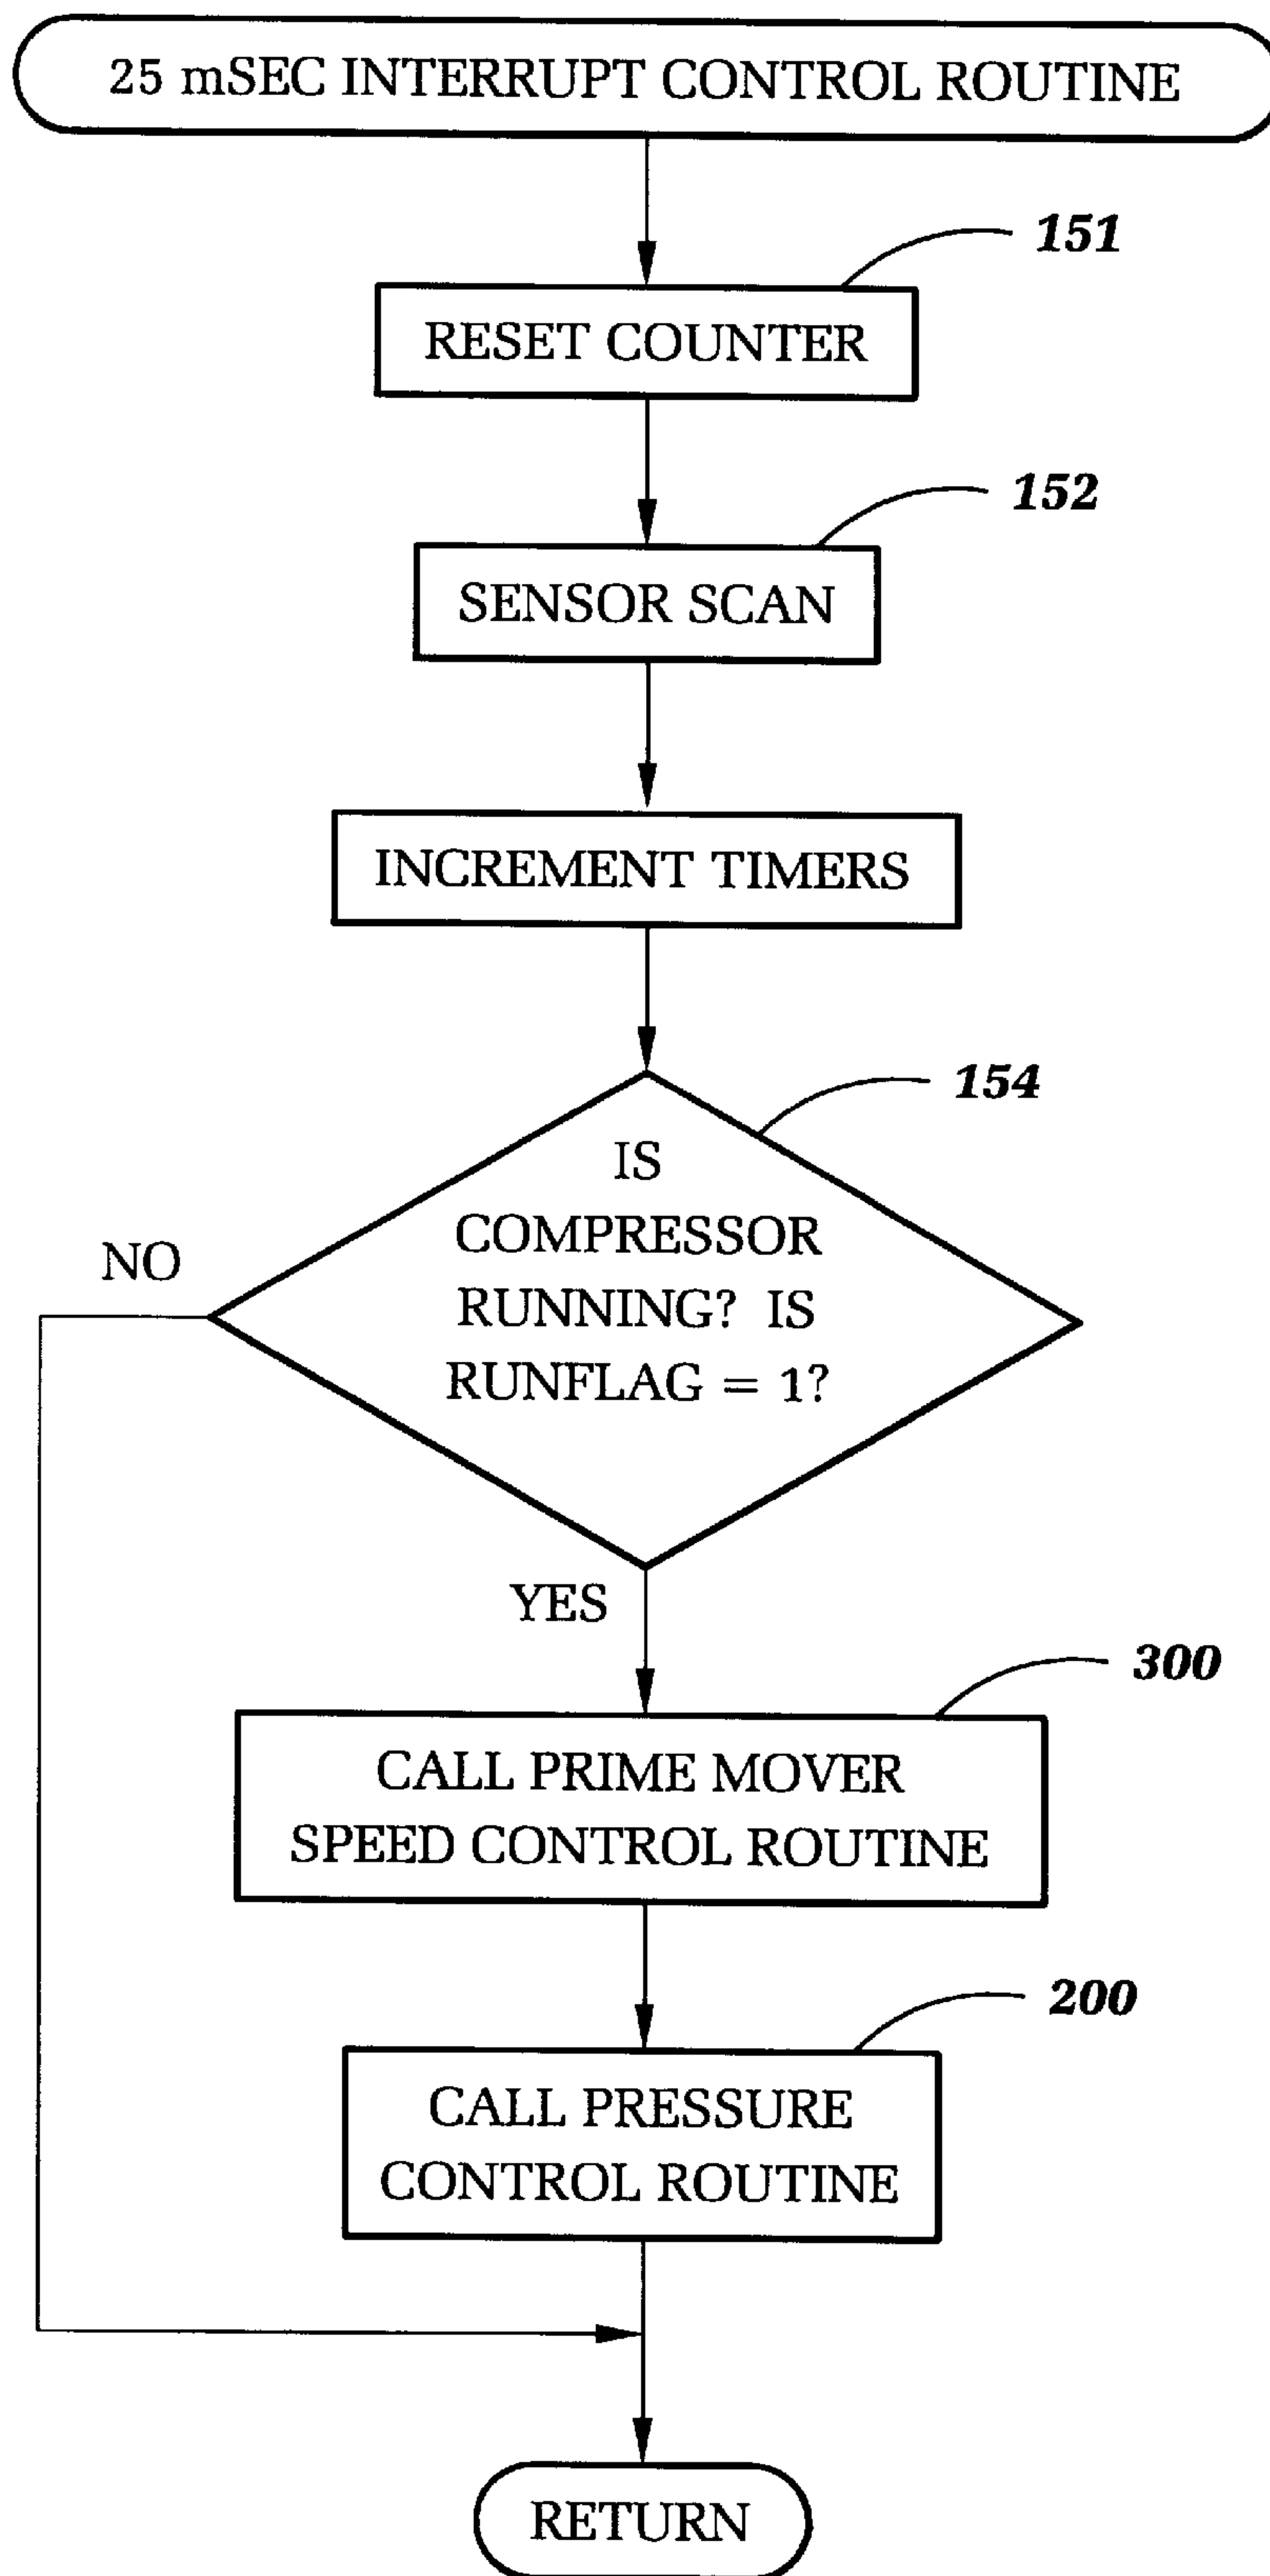 25 mSEC INTERRUPT CONTROL ROUTINE
151
RESET COUNTER
152
SENSOR SCAN
INCREMENT TIMERS
154
IS
COMPRESSOR
NO
RUNNING? IS
RUNFLAG = 1?
YES
300
CALL PRIME MOVER
SPEED CONTROL ROUTINE
200
CALL PRESSURE
CONTROL ROUTINE
RETURN